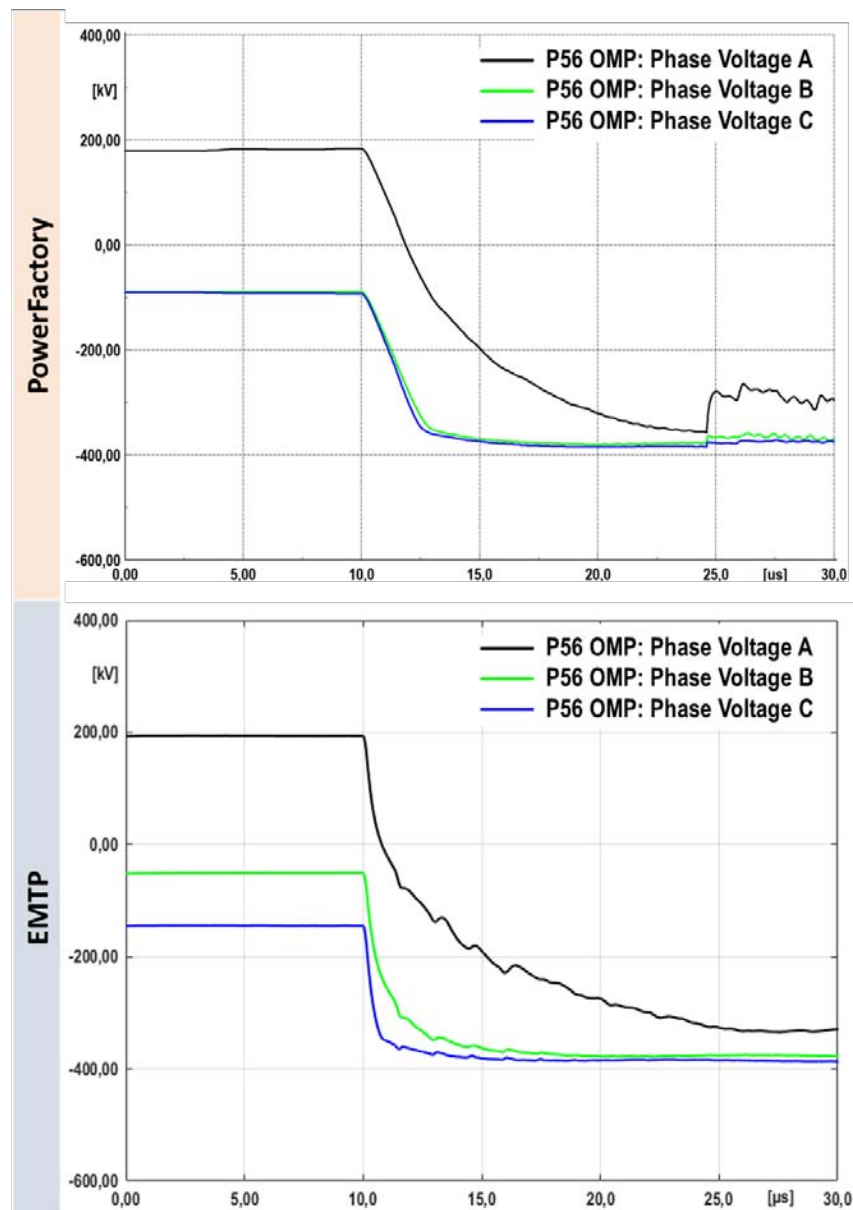 PowerFactory
400,00
[kV]
200,00
0,00
-200,00
-400,00
-600,00
P56 OMP: Phase Voltage A
P56 OMP: Phase Voltage B
P56 OMP: Phase Voltage C
0,00 5,00 10,0 15,0 20,0 25,0 [us] 30,0
EMTP
400,00
[kV]
200,00
0,00
-200,00
-400,00
-600,00
P56 OMP: Phase Voltage A
P56 OMP: Phase Voltage B
P56 OMP: Phase Voltage C
0,00 5,00 10,0 15,0 20,0 25,0 [µs] 30,0